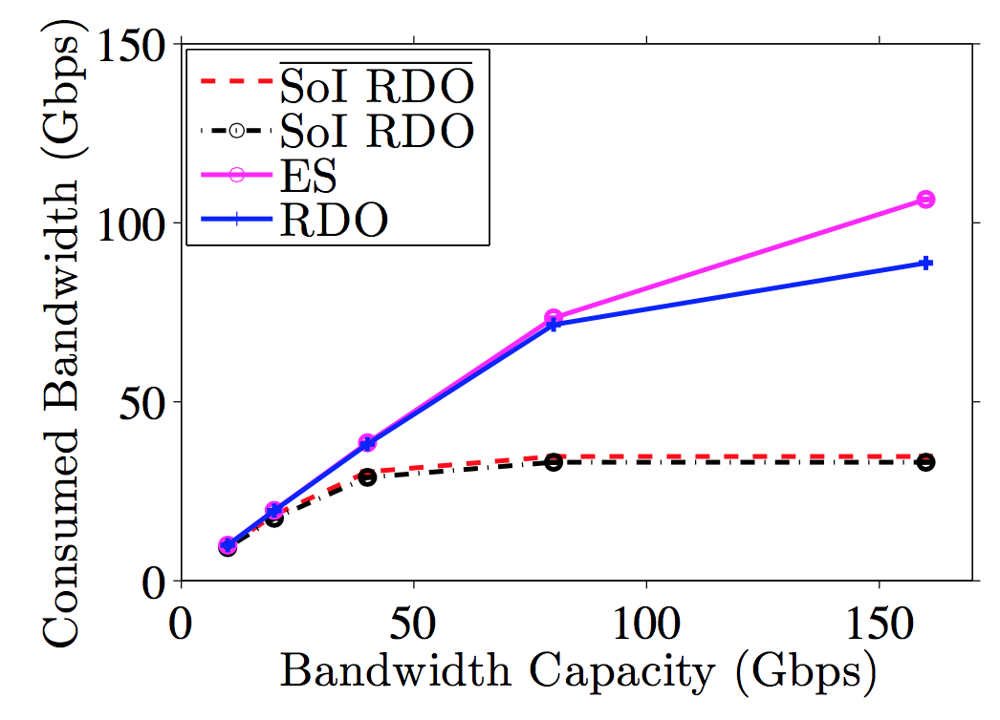 150
100
50
0
0 50 100 150
Consumed Bandwidth (Gbps)
Bandwidth Capacity (Gbps)
SoI RDO
SoI RDO
ES
RDO